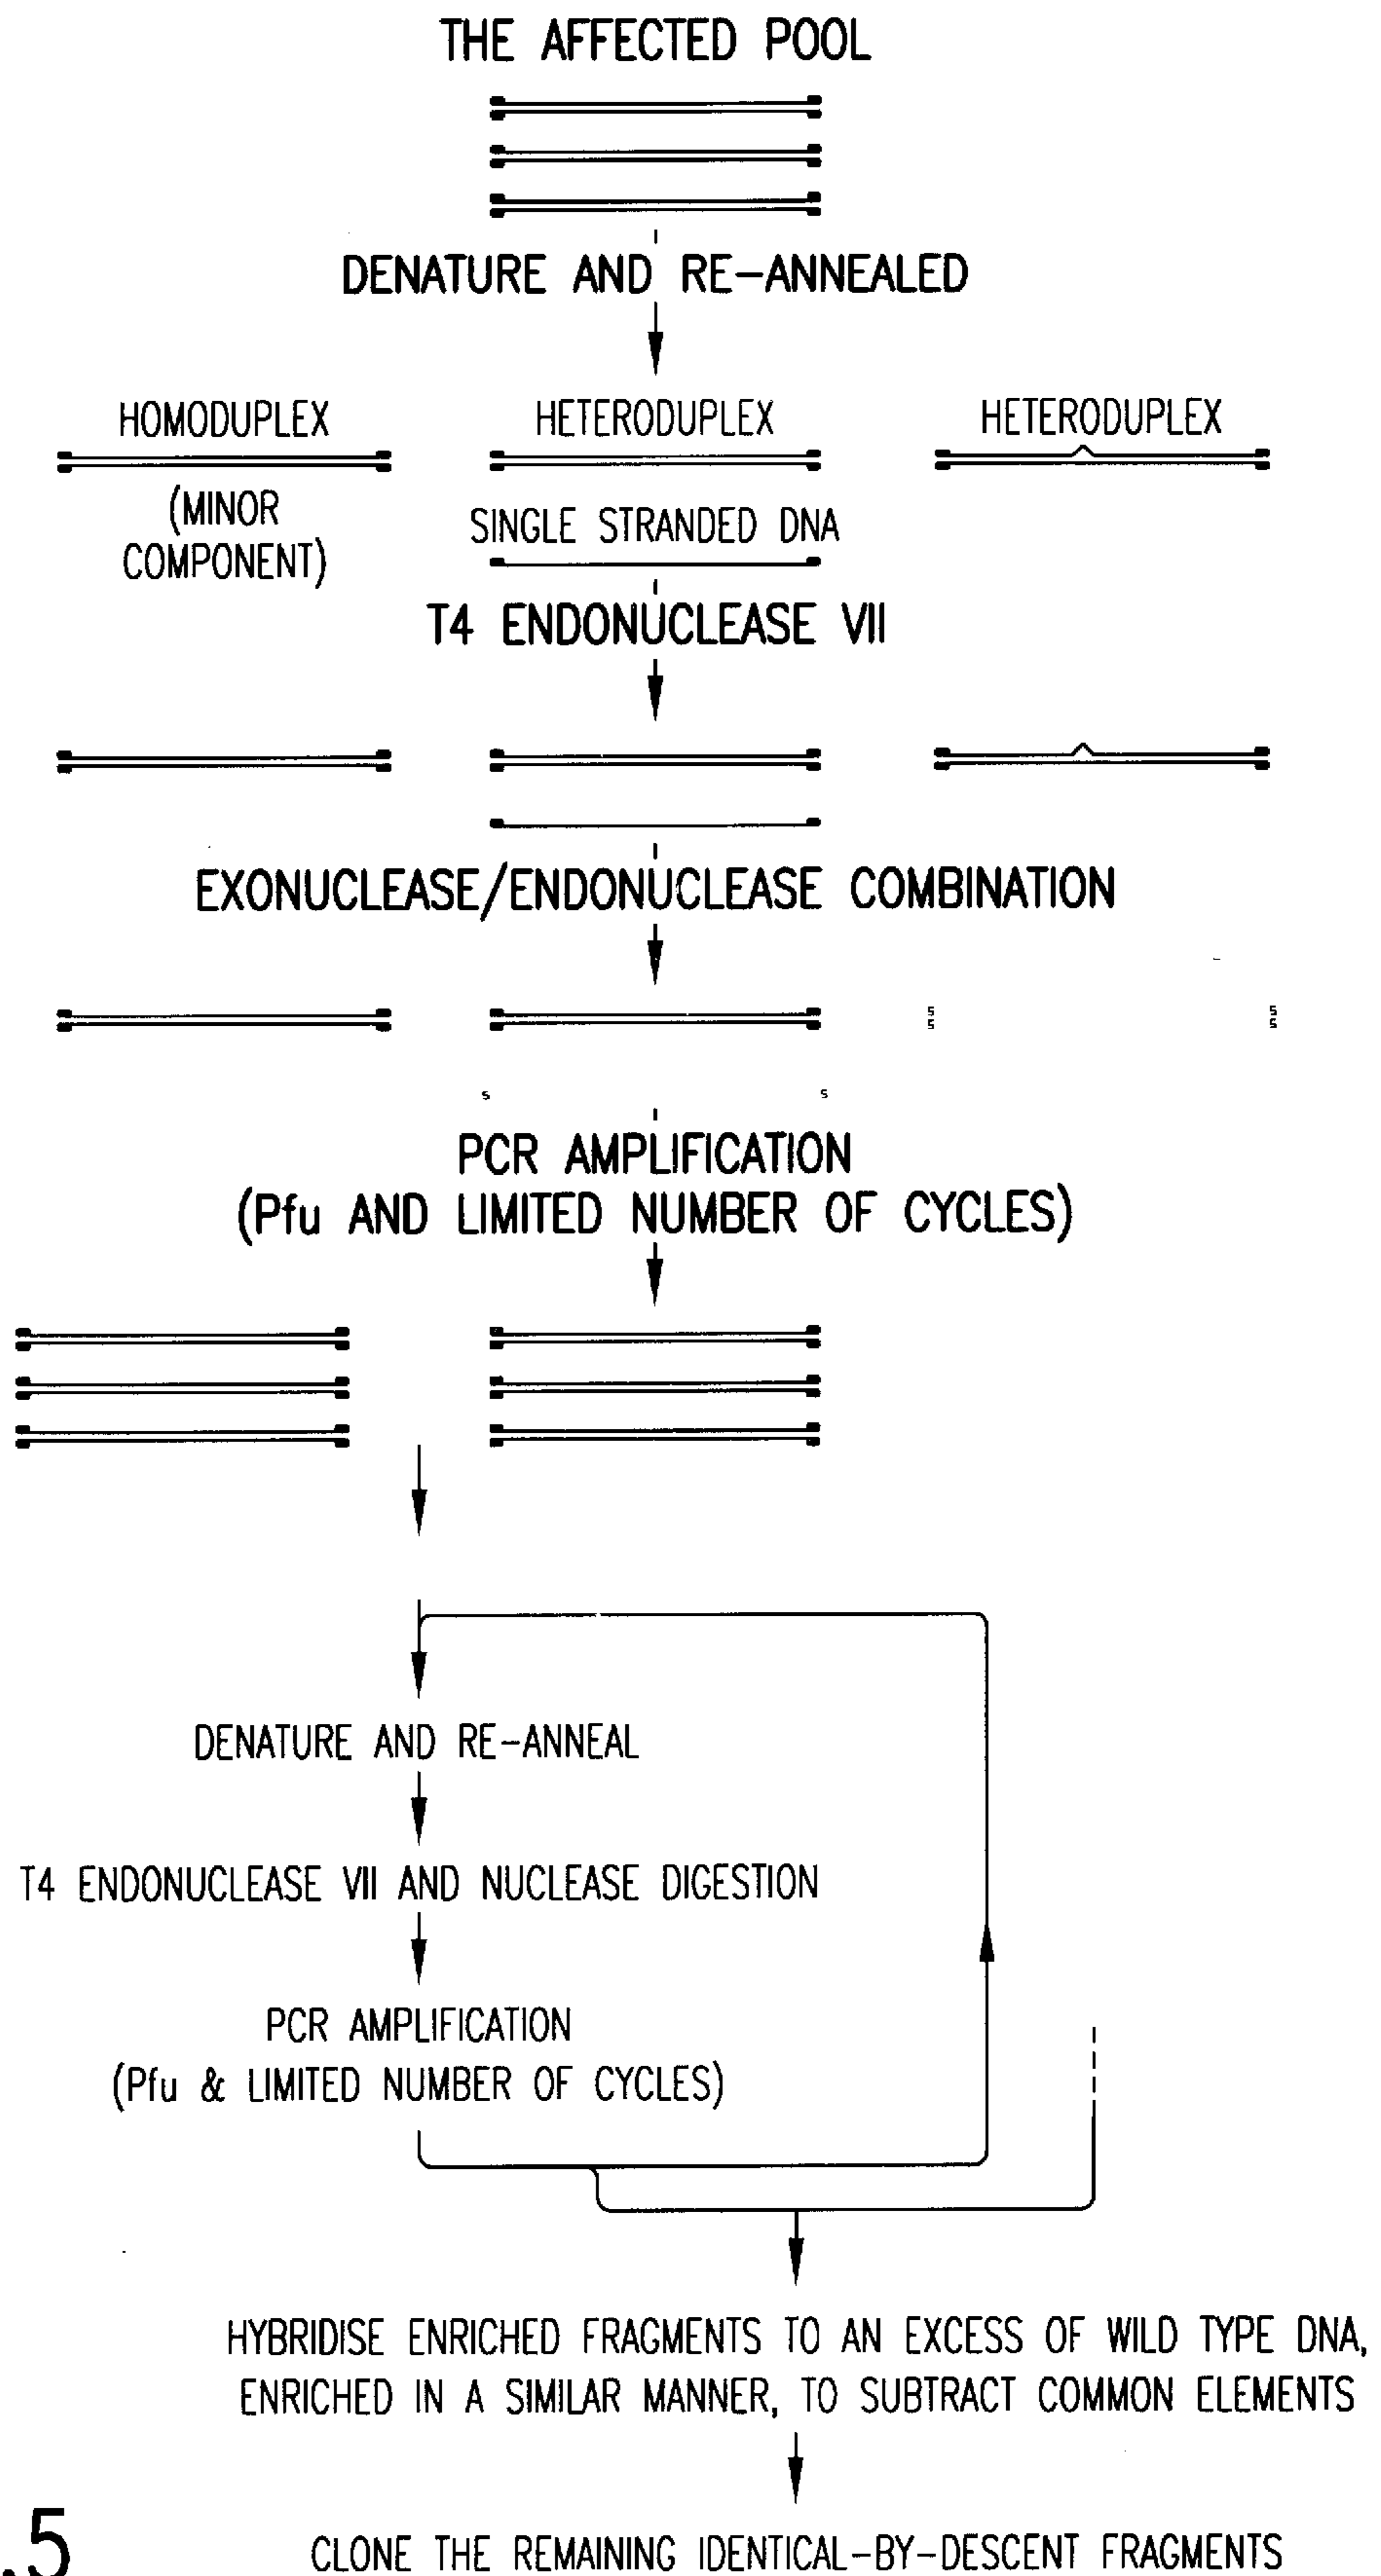 THE AFFECTED POOL
DENATURE AND RE-ANNEALED
HOMODUPLEX HETERODUPLEX HETERODUPLEX
(MINOR
COMPONENT)
SINGLE STRANDED DNA
T4 ENDONUCLEASE VII
EXONUCLEASE/ENDONUCLEASE COMBINATION
s s
s s
s s
PCR AMPLIFICATION
(Pfu AND LIMITED NUMBER OF CYCLES)
DENATURE AND RE-ANNEAL
T4 ENDONUCLEASE VII AND NUCLEASE DIGESTION
PCR AMPLIFICATION
(Pfu & LIMITED NUMBER OF CYCLES)
HYBRIDISE ENRICHED FRAGMENTS TO AN EXCESS OF WILD TYPE DNA,
ENRICHED IN A SIMILAR MANNER, TO SUBTRACT COMMON ELEMENTS
CLONE THE REMAINING IDENTICAL-BY-DESCENT FRAGMENTS
.5